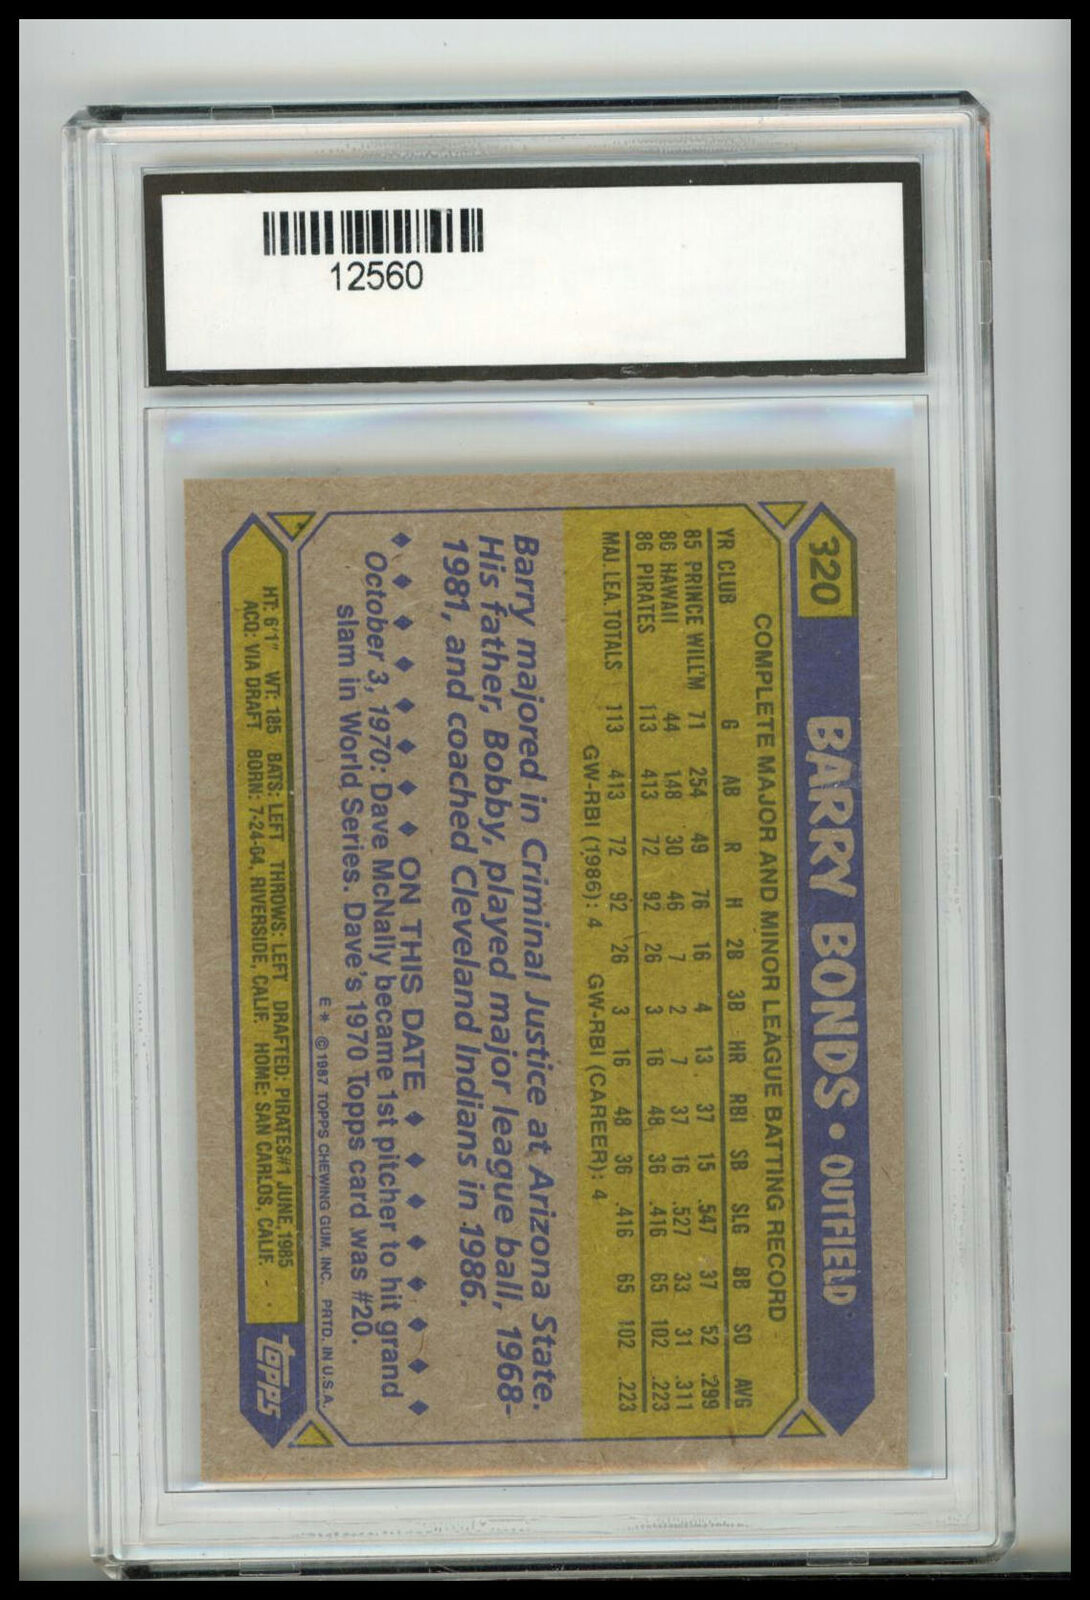 12560
320 BARRY BONDS • OUTFIELD
COMPLETE MAJOR AND MINOR LEAGUE BATTING RECORD
YR CLUB G AB R H 2B 3B HR RBI SB SLG BB SO AVG
85 PRINCE WILL'M 71 254 49 76 16 4 13 37 15 .547 37 52 .299
86 HAWAII 44 148 30 46 7 2 7 37 16 .527 33 31 .311
86 PIRATES 113 413 72 92 26 3 16 48 36 .416 65 102 .223
MAJ. LEA. TOTALS 113 413 72 92 26 3 16 48 36 .416 65 102 .223
GW-RBI (1986): 4 GW-RBI (CAREER): 4
Barry majored in Criminal Justice at Arizona State.
His father, Bobby, played major league ball, 1968-
1981, and coached Cleveland Indians in 1986.
ON THIS DATE
October 3, 1970: Dave McNally became 1st pitcher to hit grand
slam in World Series. Dave's 1970 Topps card was #20.
E* ©1987 TOPPS CHEWING GUM, INC. PRTD. IN U.S.A.
HT: 6'1" WT: 185 BATS: LEFT THROWS: LEFT DRAFTED: PIRATES#1 JUNE, 1985
ACQ: VIA DRAFT BORN: 7-24-64, RIVERSIDE, CALIF. HOME: SAN CARLOS, CALIF.
topps